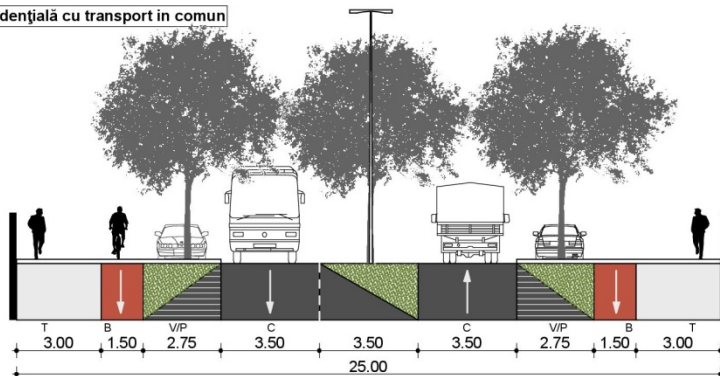 denţială cu transport in comun
T B V/P C C V/P B T
3.00 1.50 2.75 3.50 3.50 3.50 2.75 1.50 3.00
25.00